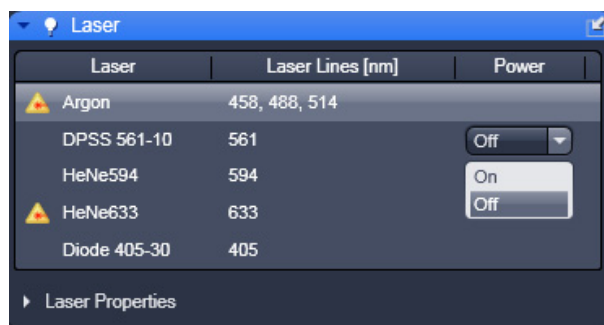 Laser
Laser Laser Lines [nm] Power
Argon 458, 488, 514
DPSS 561-10 561 Off
HeNe594 594 On
HeNe633 633 Off
Diode 405-30 405
Laser Properties